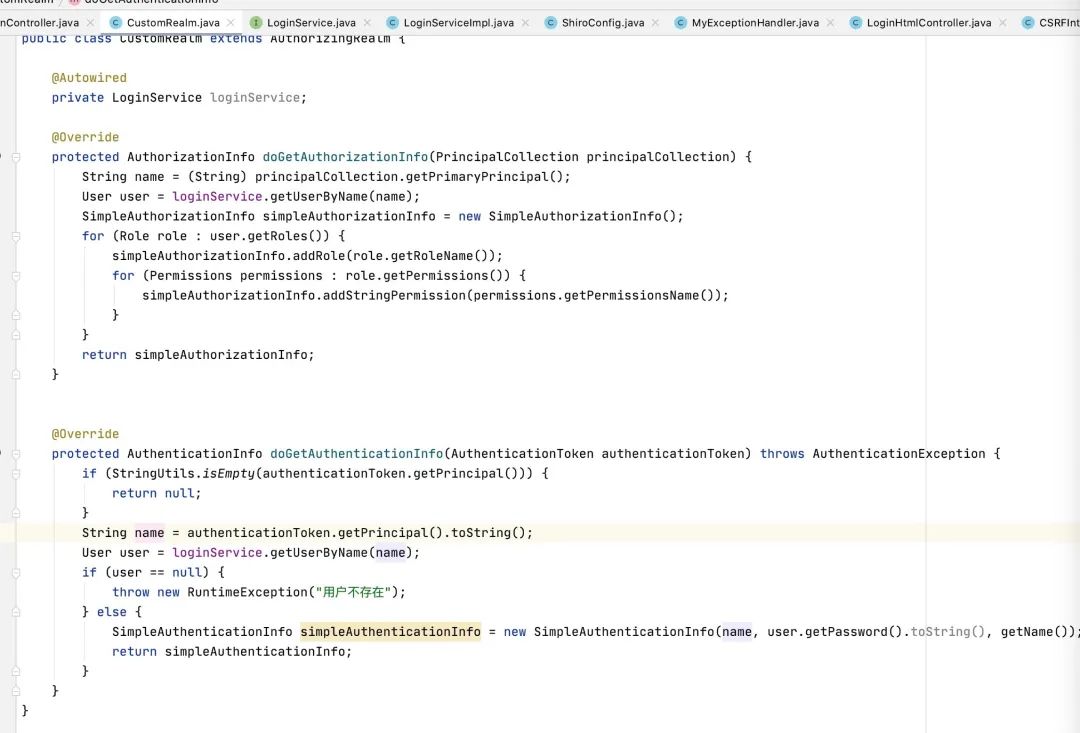 doGetAuthenticationInfo
nController.java CustomRealm.java LoginService.java LoginServiceImpl.java ShiroConfig.java MyExceptionHandler.java LoginHtmlController.java
public class CustomRealm extends AuthorizingRealm {
@Autowired
private LoginService loginService;
@Override
protected AuthorizationInfo doGetAuthorizationInfo(PrincipalCollection principalCollection) {
String name = (String) principalCollection.getPrimaryPrincipal();
User user = loginService.getUserByName(name);
SimpleAuthorizationInfo simpleAuthorizationInfo = new SimpleAuthorizationInfo();
for (Role role : user.getRoles()) {
simpleAuthorizationInfo.addRole(role.getRoleName());
for (Permissions permissions : role.getPermissions()) {
simpleAuthorizationInfo.addStringPermission(permissions.getPermissionsName());
}
}
return simpleAuthorizationInfo;
}
@Override
protected AuthenticationInfo doGetAuthenticationInfo(AuthenticationToken authenticationToken) throws AuthenticationException {
if (StringUtils.isEmpty(authenticationToken.getPrincipal())) {
return null;
}
String name = authenticationToken.getPrincipal().toString();
User user = loginService.getUserByName(name);
if (user == null) {
throw new RuntimeException("用户不存在");
} else {
SimpleAuthenticationInfo simpleAuthenticationInfo = new SimpleAuthenticationInfo(name, user.getPassword().toString(), getName());
return simpleAuthenticationInfo;
}
}
}